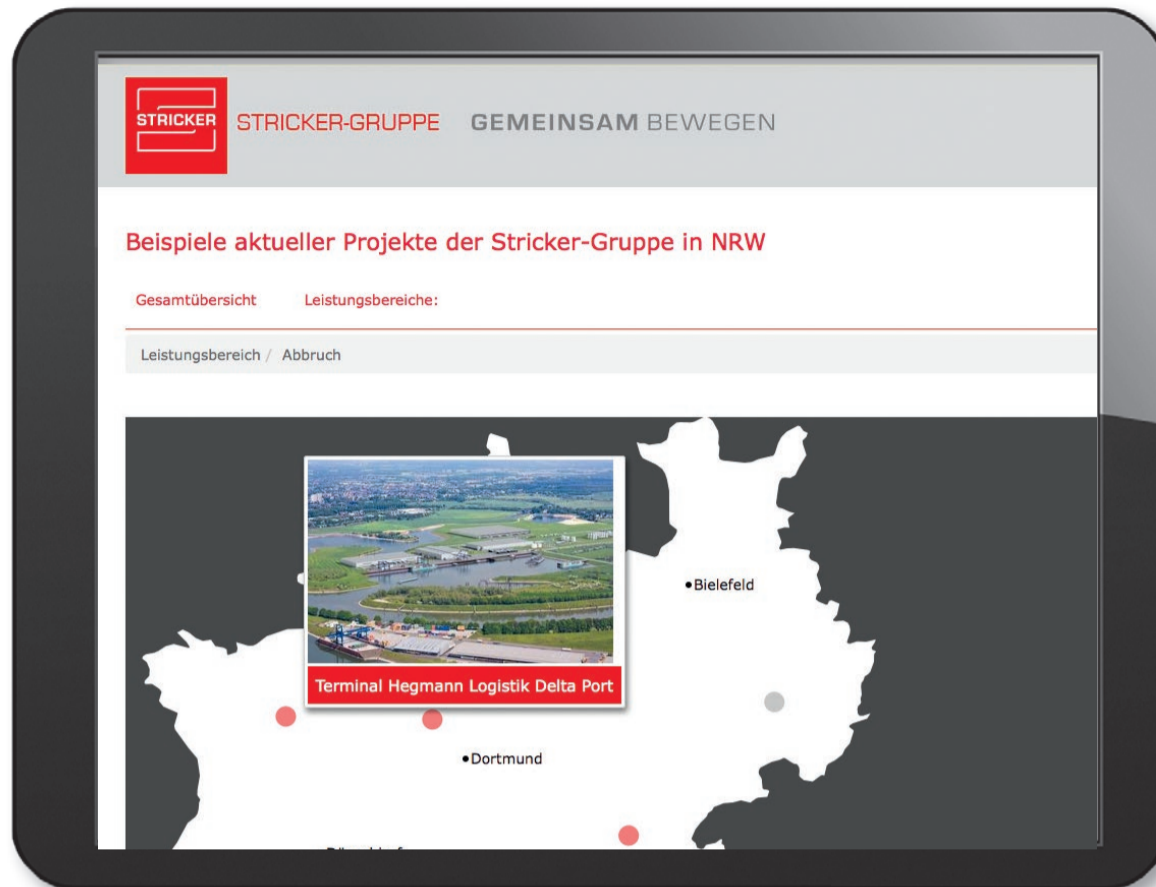 STRICKER
STRICKER-GRUPPE GEMEINSAM BEWEGEN
Beispiele aktueller Projekte der Stricker-Gruppe in NRW
Gesamtübersicht Leistungsbereiche:
Leistungsbereich / Abbruch
Bielefeld
Terminal Hegmann Logistik Delta Port
Dortmund